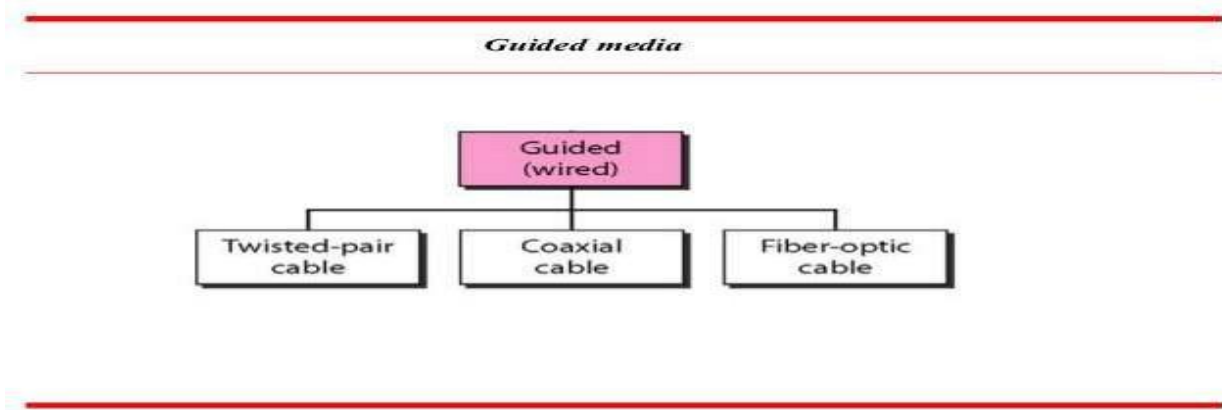 Guided media
Guided
(wired)
Twisted-pair
cable
Coaxial
cable
Fiber-optic
cable